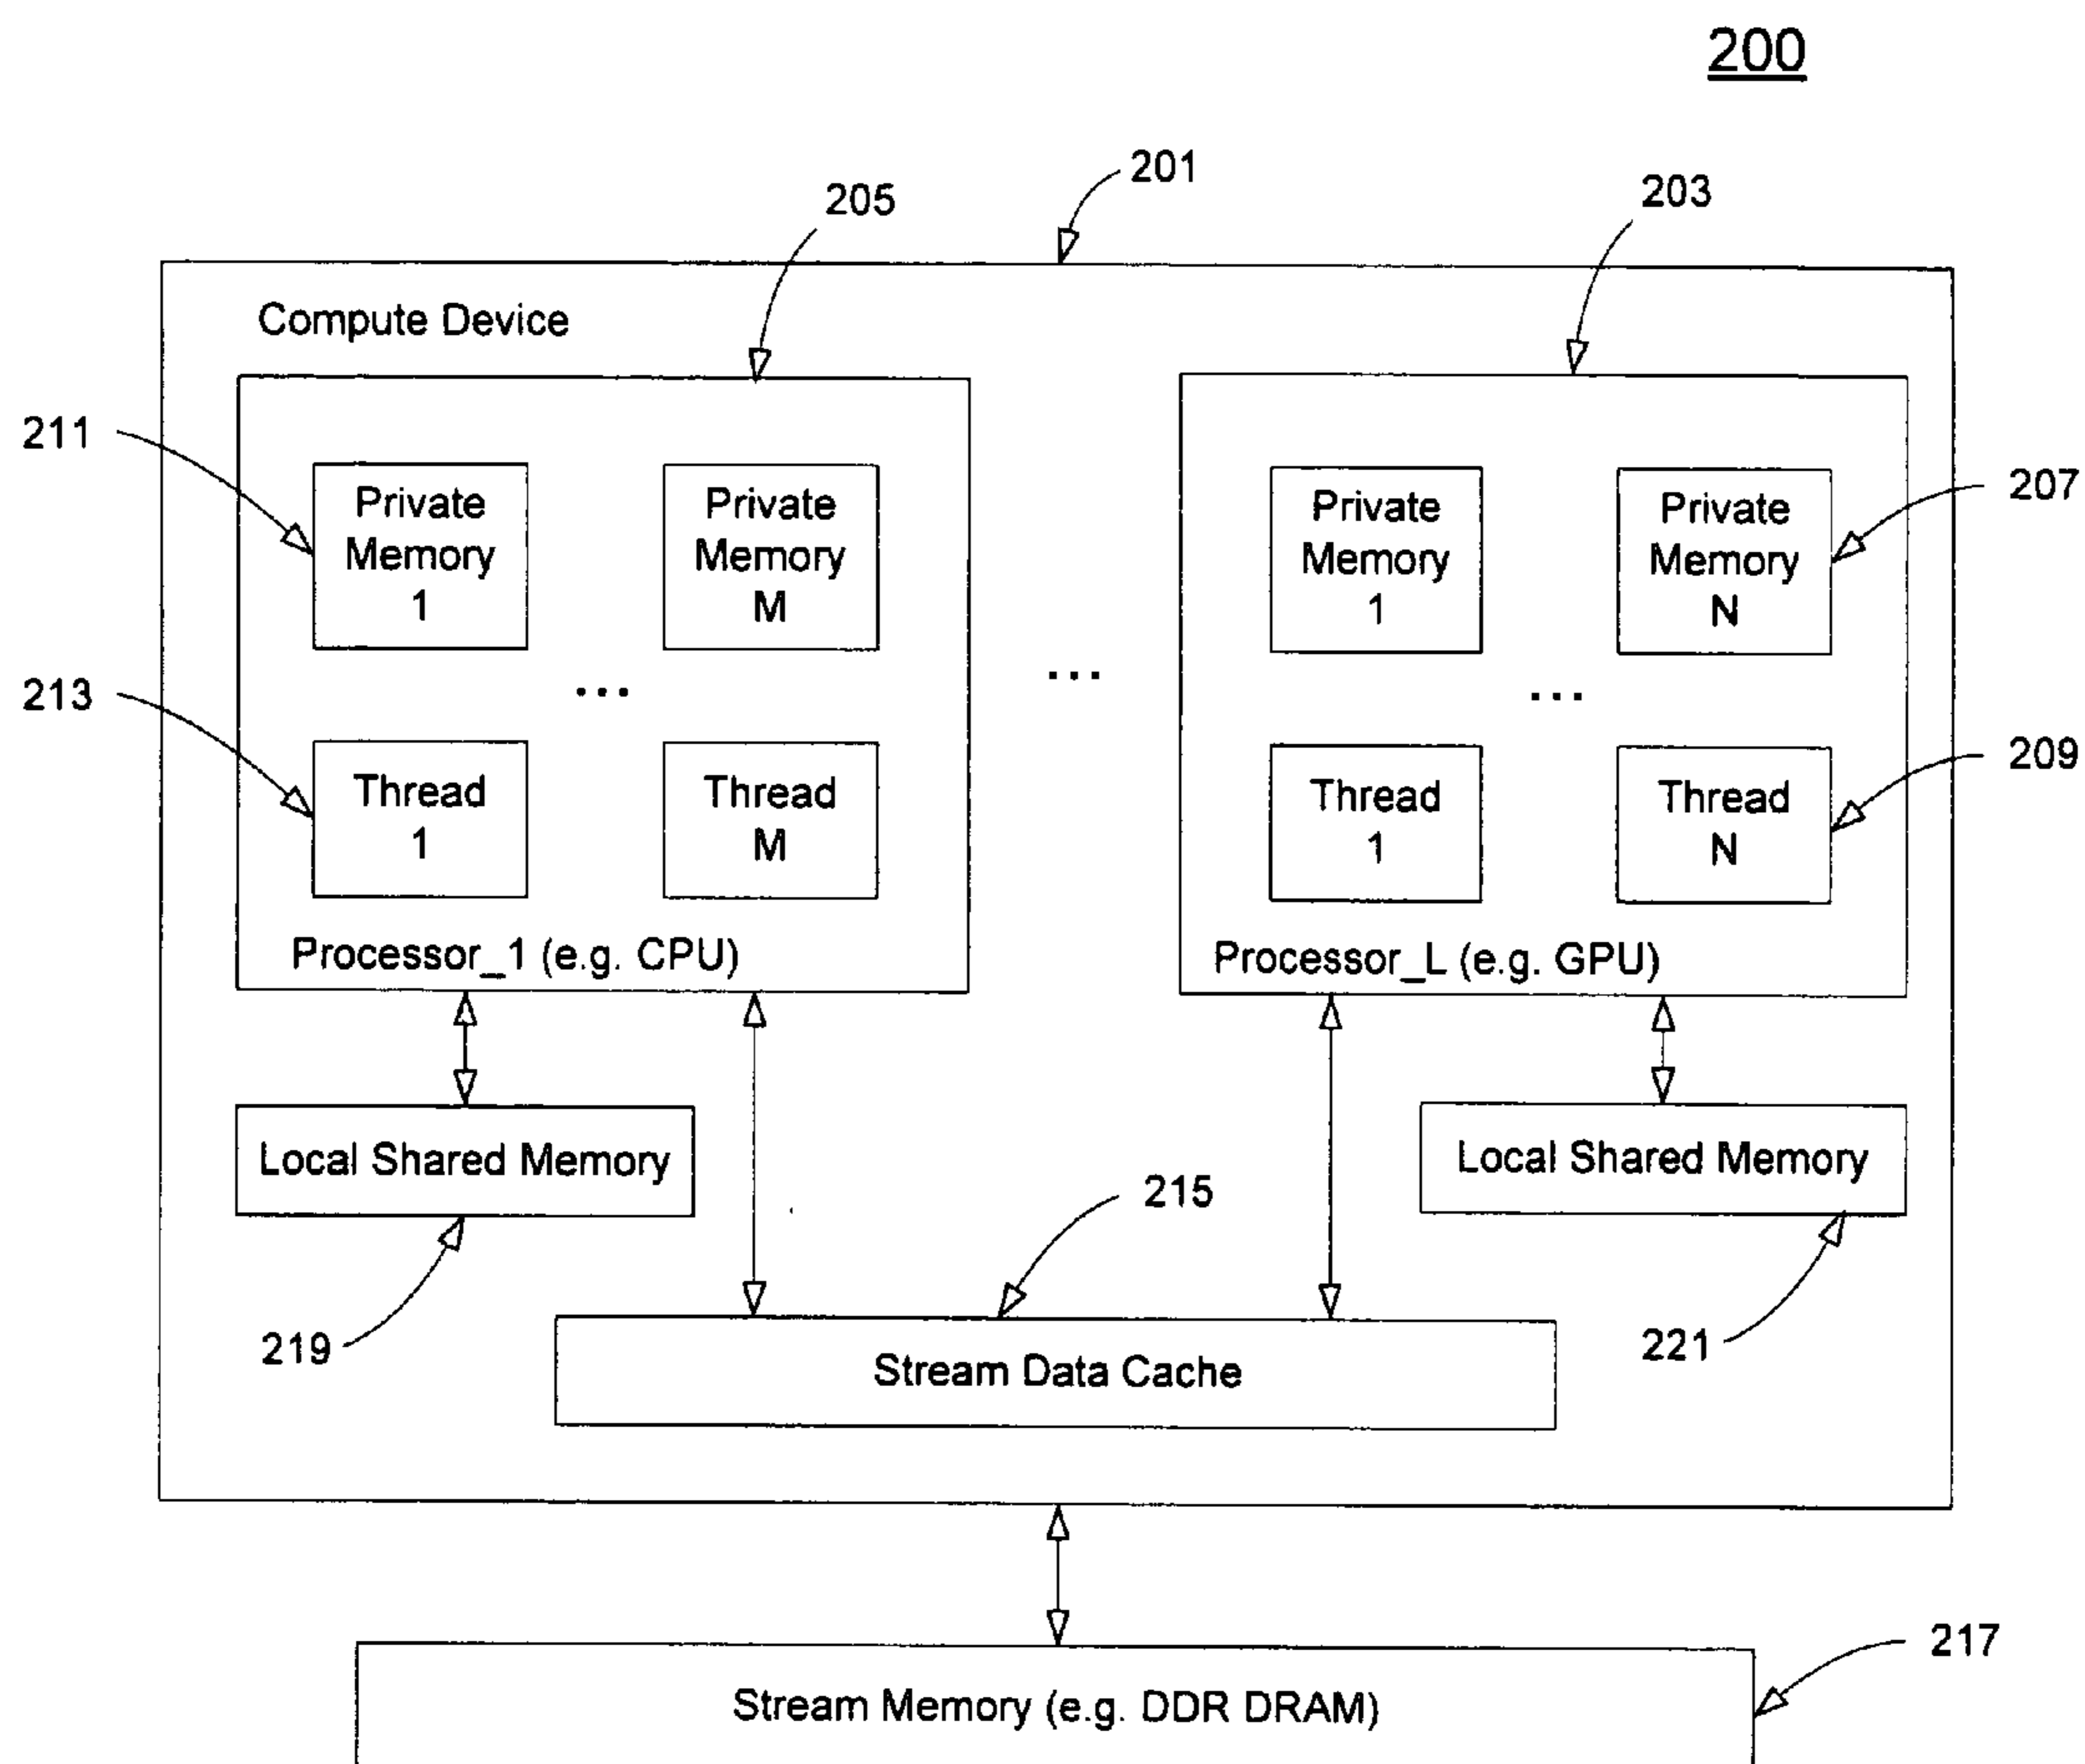 200
201
205
203
Compute Device
211
Private
Memory
1
Private
Memory
M
Private
Memory
1
Private
Memory
N
207
...
...
...
213
Thread
1
Thread
M
Thread
1
Thread
N
209
Processor_1 (e.g. CPU)
Processor_L (e.g. GPU)
Local Shared Memory
Local Shared Memory
215
219
221
Stream Data Cache
217
Stream Memory (e.g. DDR DRAM)